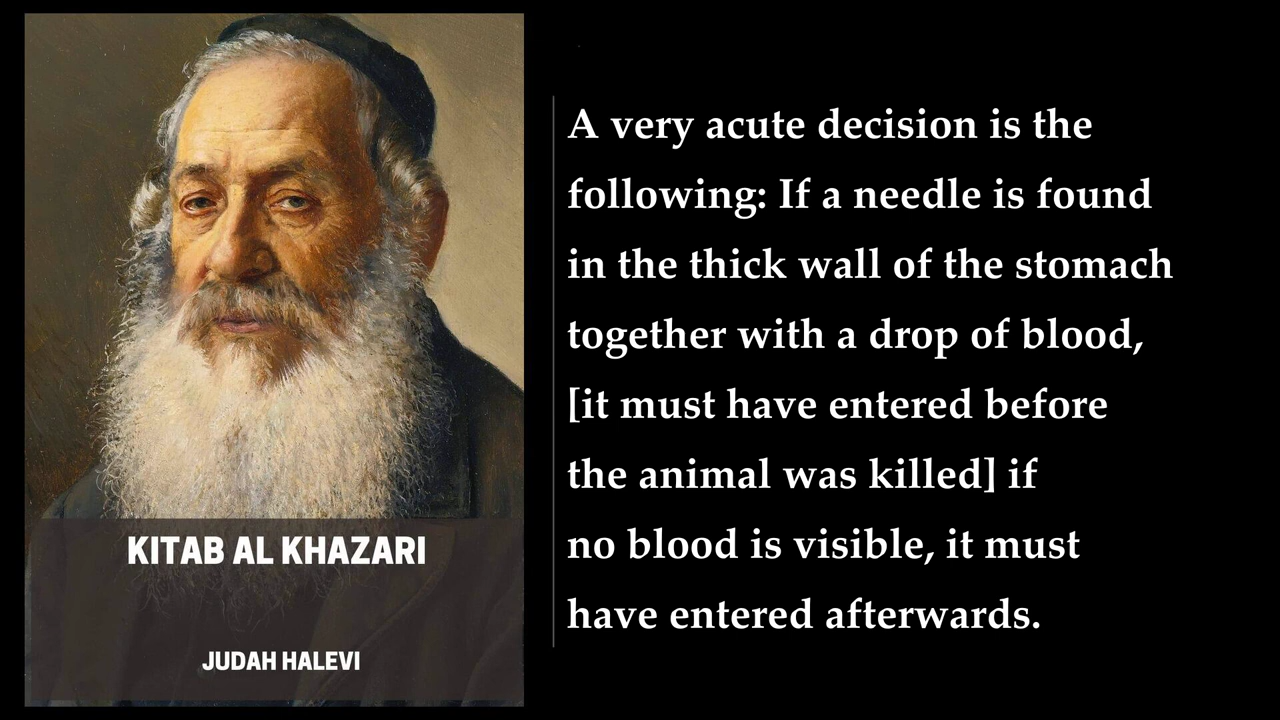 KITAB AL KHAZARI
JUDAH HALEVI
A very acute decision is the
following: If a needle is found
in the thick wall of the stomach
together with a drop of blood,
[it must have entered before
the animal was killed] if
no blood is visible, it must
have entered afterwards.